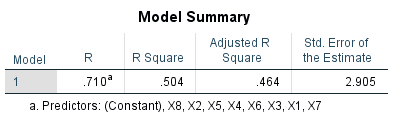 Model Summary
Model R R Square Adjusted R Square Std. Error of the Estimate
1 .710a .504 .464 2.905
a. Predictors: (Constant), X8, X2, X5, X4, X6, X3, X1, X7